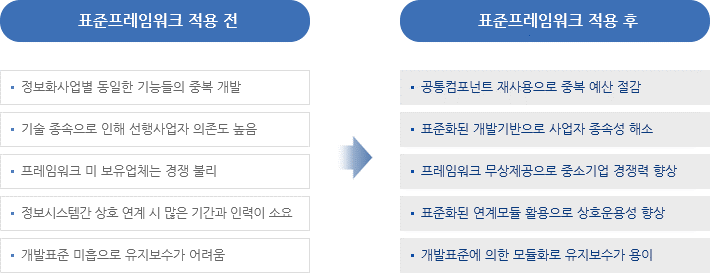 표준프레임워크 적용 전
정보화사업별 동일한 기능들의 중복 개발
기술 종속으로 인해 선행사업자 의존도 높음
프레임워크 미 보유업체는 경쟁 불리
정보시스템간 상호 연계 시 많은 기간과 인력이 소요
개발표준 미흡으로 유지보수가 어려움
표준프레임워크 적용 후
공통컴포넌트 재사용으로 중복 예산 절감
표준화된 개발기반으로 사업자 종속성 해소
프레임워크 무상제공으로 중소기업 경쟁력 향상
표준화된 연계모듈 활용으로 상호운용성 향상
개발표준에 의한 모듈화로 유지보수가 용이